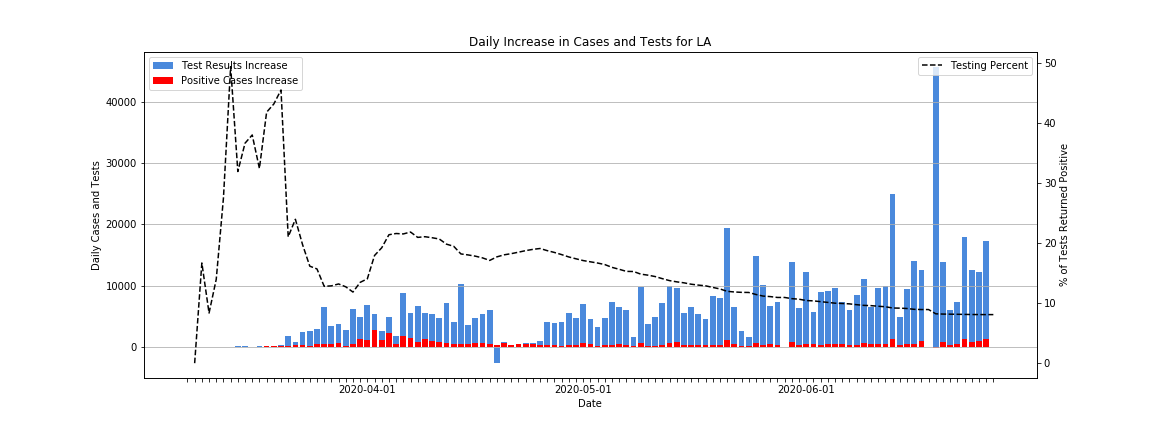 Daily Increase in Cases and Tests for LA
Test Results Increase
Positive Cases Increase
Testing Percent
Daily Cases and Tests
40000
30000
20000
10000
0
% of Tests Returned Positive
50
40
30
20
10
0
2020-04-01
2020-05-01
2020-06-01
Date